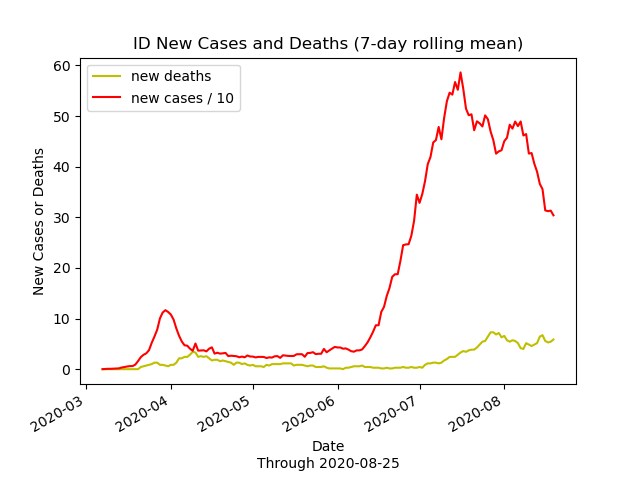 ID New Cases and Deaths (7-day rolling mean)
new deaths
new cases / 10
New Cases or Deaths
60
50
40
30
20
10
0
2020-03
2020-04
2020-05
2020-06
2020-07
2020-08
Date
Through 2020-08-25